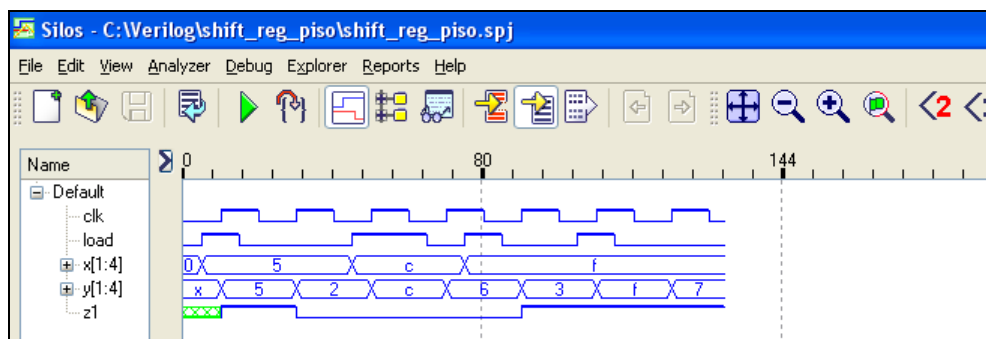 Silos - C:\Verilog\shift_reg_piso\shift_reg_piso.spj
File Edit View Analyzer Debug Explorer Reports Help
<2
Name 0 80 144
Default
clk
load
x[1:4] 0 5 c f
y[1:4] x 5 2 c 6 3 f 7
z1